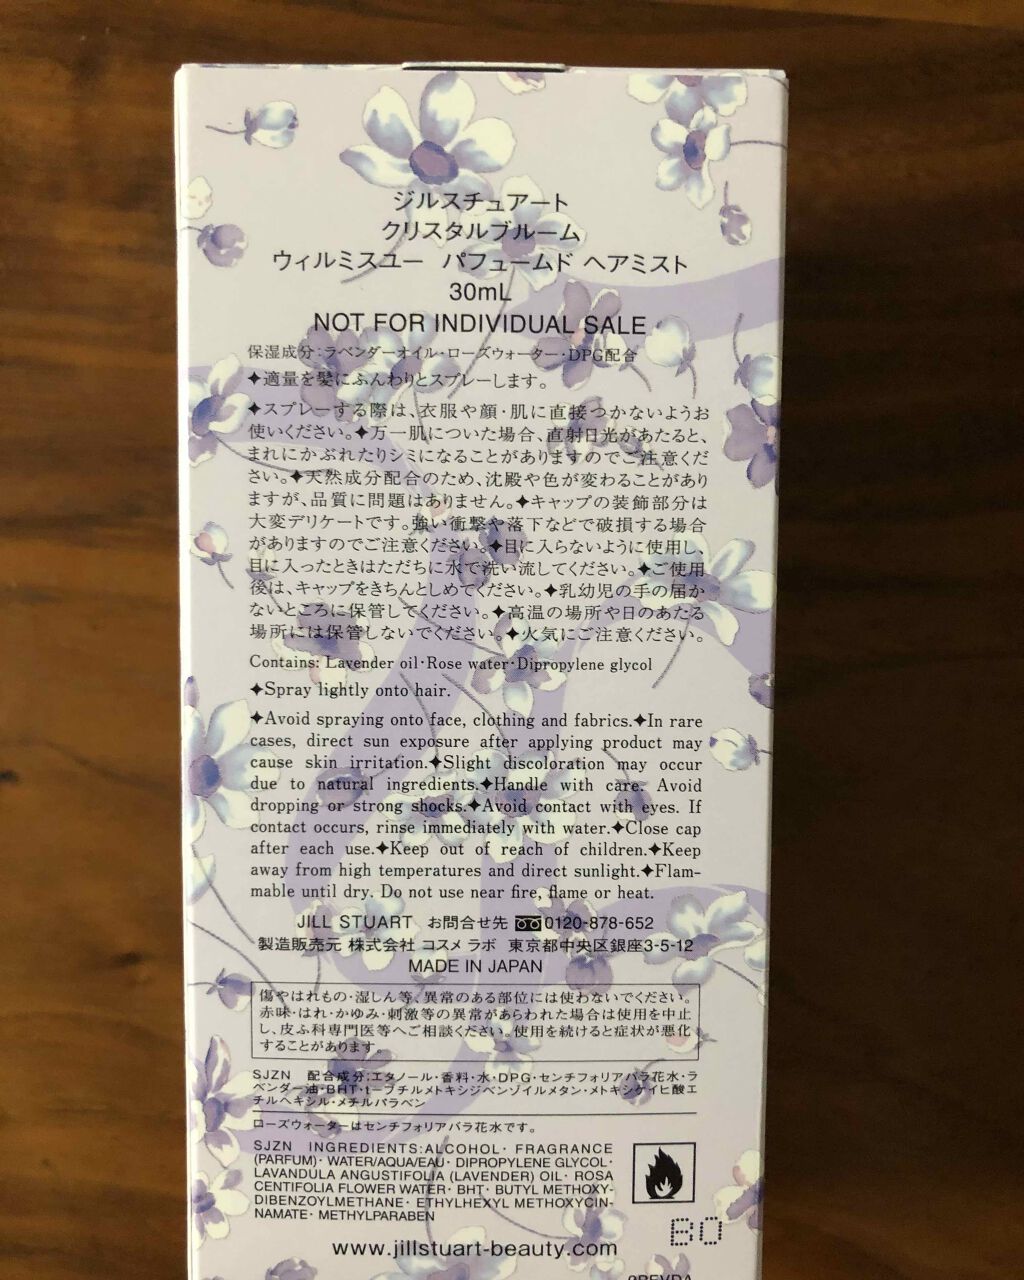 ジルスチュアート
クリスタルブルーム
ウィルミスユー パフュームド ヘアミスト
30mL
NOT FOR INDIVIDUAL SALE
保湿成分:ラベンダーオイル・ローズウォーター・DPG配合
✦適量を髪にふんわりとスプレーします。
✦スプレーする際は、衣服や顔・肌に直接つかないようお
使いください。✦万一肌についた場合、直射日光があたると、
まれにかぶれたりシミになることがありますのでご注意くだ
さい。✦天然成分配合のため、沈殿や色が変わることがあり
ますが、品質に問題はありません。✦キャップの装飾部分は
大変デリケートです。強い衝撃や落下などで破損する場合
がありますのでご注意ください。✦目に入らないように使用し、
目に入ったときはただちに水で洗い流してください。✦ご使用
後は、キャップをきちんとしめてください。✦乳幼児の手の届か
ないところに保管してください。✦高温の場所や日のあたる
場所には保管しないでください。✦火気にご注意ください。
Contains: Lavender oil・Rose water・Dipropylene glycol
✦Spray lightly onto hair.
✦Avoid spraying onto face, clothing and fabrics.✦In rare
cases, direct sun exposure after applying product may
cause skin irritation.✦Slight discoloration may occur
due to natural ingredients.✦Handle with care. Avoid
dropping or strong shocks.✦Avoid contact with eyes. If
contact occurs, rinse immediately with water.✦Close cap
after each use.✦Keep out of reach of children.✦Keep
away from high temperatures and direct sunlight.✦Flam-
mable until dry. Do not use near fire, flame or heat.
JILL STUART お問合せ先 0120-878-652
製造販売元 株式会社 コスメ ラボ 東京都中央区銀座3-5-12
MADE IN JAPAN
傷やはれもの・湿しん等、異常のある部位には使わないでください。
赤味・はれ・かゆみ・刺激等の異常があらわれた場合は使用を中止
し、皮ふ科専門医等へご相談ください。使用を続けると症状が悪化
することがあります。
SJZN 配合成分:エタノール・香料・水・DPG・センチフォリアバラ花水・ラ
ベンダー油・BHT・t-ブチルメトキシジベンゾイルメタン・メトキシケイヒ酸エ
チルヘキシル・メチルパラベン
ローズウォーターはセンチフォリアバラ花水です。
SJZN INGREDIENTS:ALCOHOL・ FRAGRANCE
(PARFUM)・ WATER/AQUA/EAU・ DIPROPYLENE GLYCOL・
LAVANDULA ANGUSTIFOLIA (LAVENDER) OIL・ ROSA
CENTIFOLIA FLOWER WATER・ BHT・ BUTYL METHOXY-
DIBENZOYLMETHANE・ ETHYLHEXYL METHOXYCIN-
NAMATE・ METHYLPARABEN
B0
www.jillstuart-beauty.com